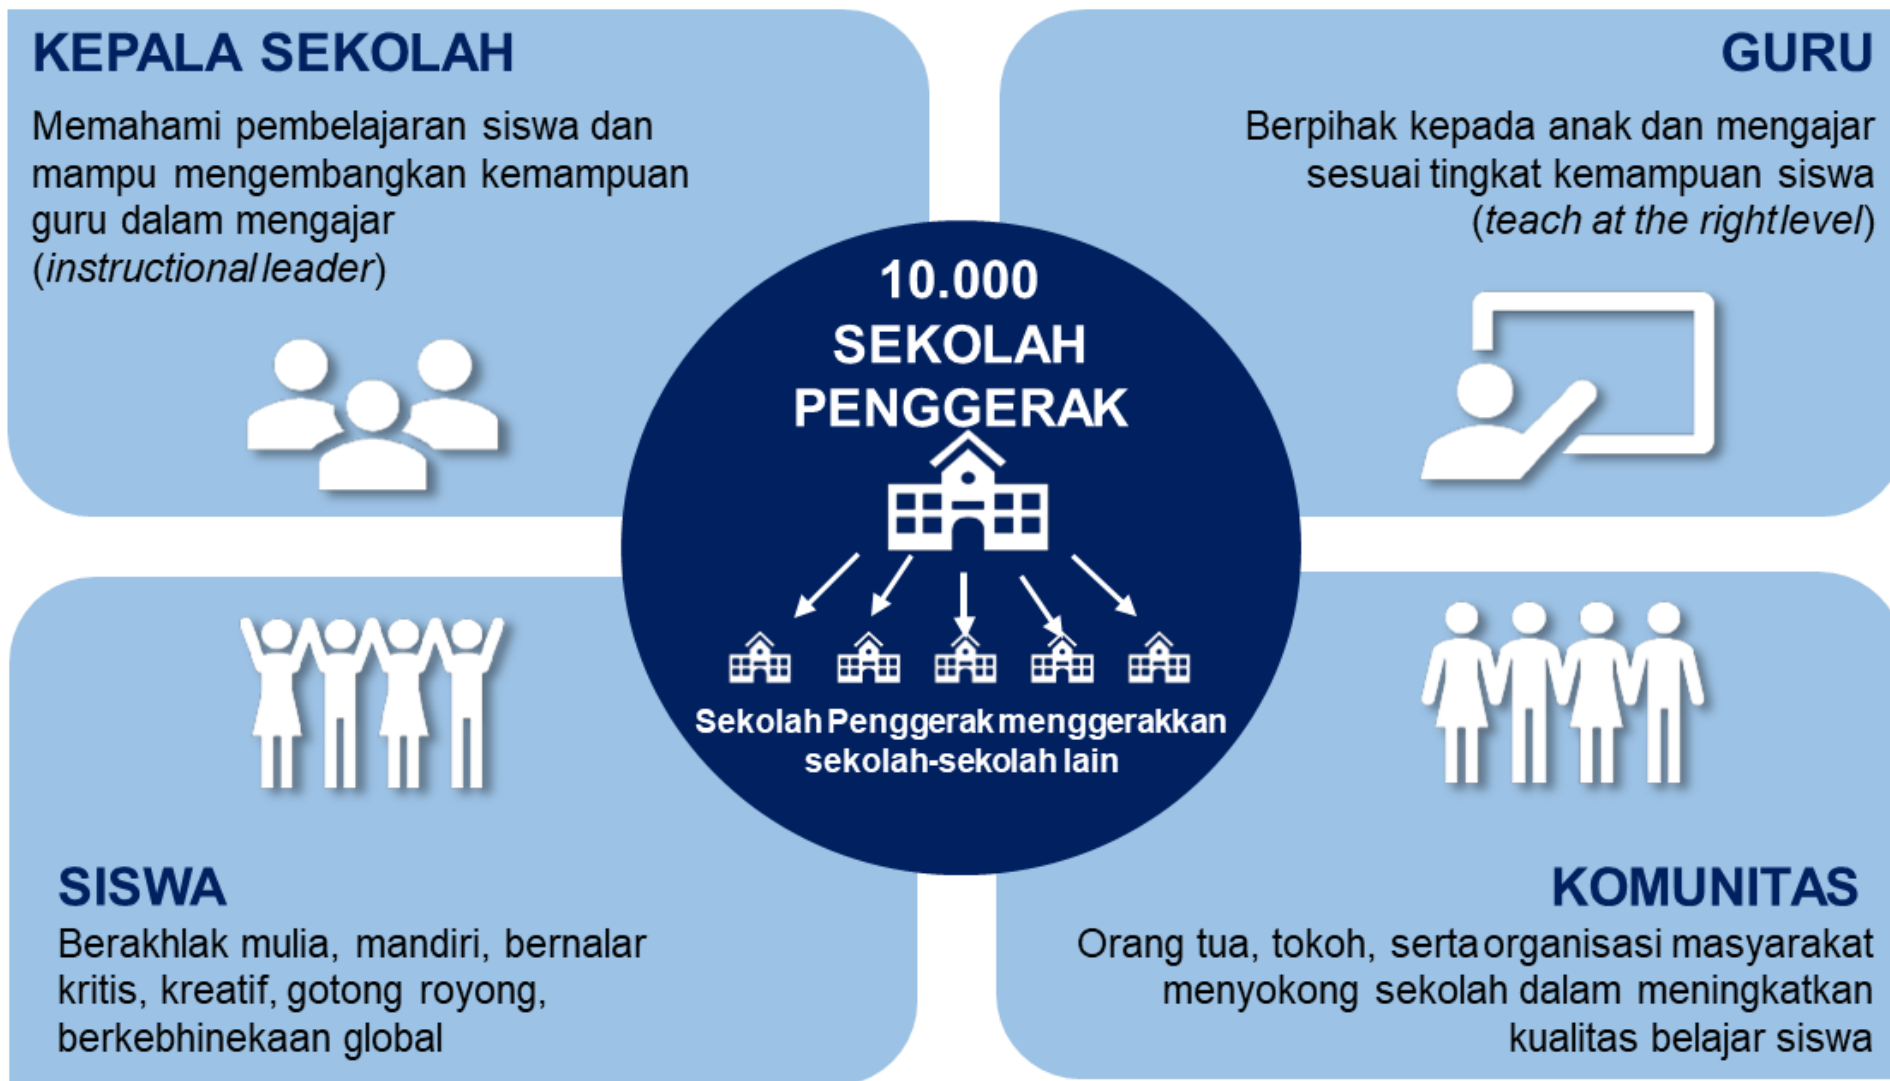 KEPALA SEKOLAH
Memahami pembelajaran siswa dan
mampu mengembangkan kemampuan
guru dalam mengajar
(instructional leader)
GURU
Berpihak kepada anak dan mengajar
sesuai tingkat kemampuan siswa
(teach at the right level)
10.000
SEKOLAH
PENGGERAK
Sekolah Penggerak menggerakkan
sekolah-sekolah lain
SISWA
Berakhlak mulia, mandiri, bernalar
kritis, kreatif, gotong royong,
berkebhinekaan global
KOMUNITAS
Orang tua, tokoh, serta organisasi masyarakat
menyokong sekolah dalam meningkatkan
kualitas belajar siswa